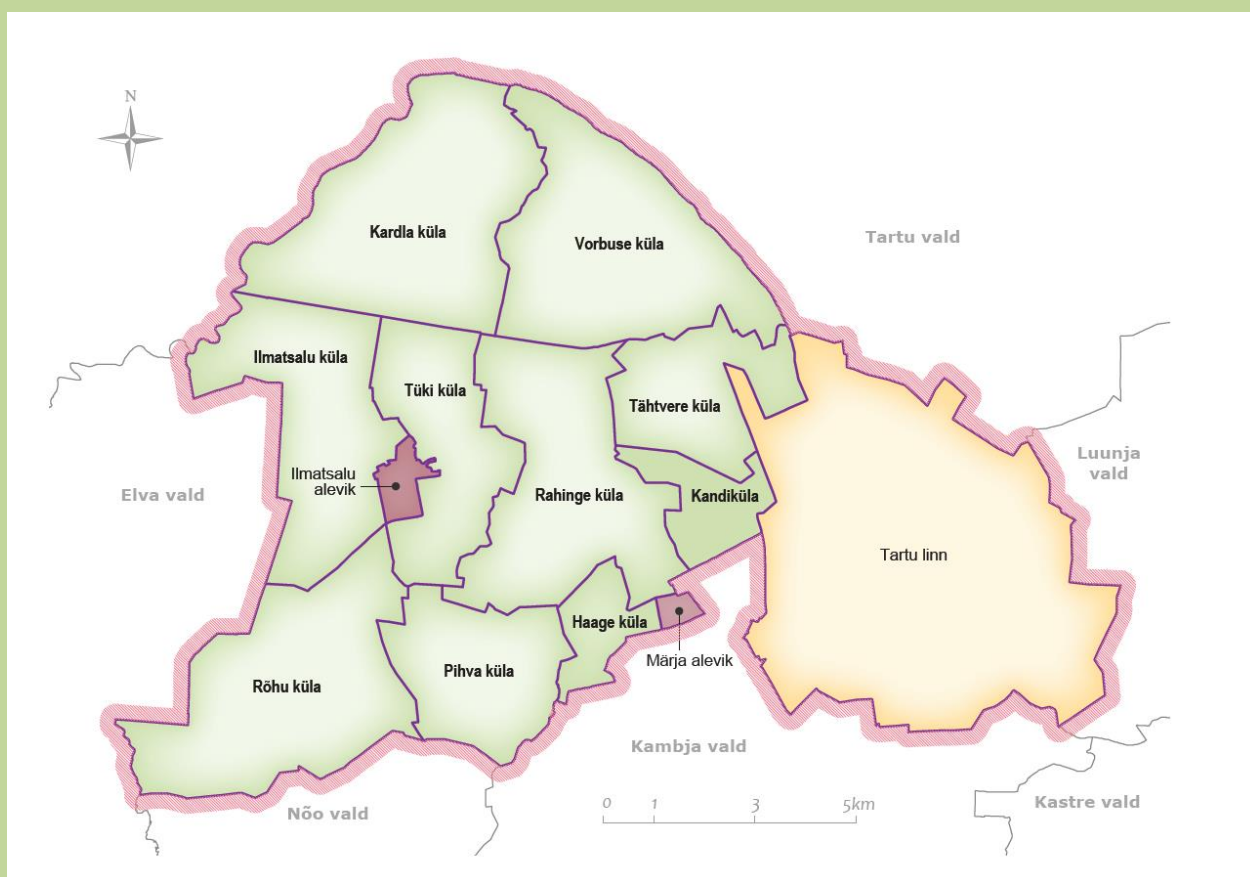 N
Kardla küla
Vorbuse küla
Tartu vald
Ilmatsalu küla
Tüki küla
Tähtvere küla
Luunja
vald
Ilmatsalu
alevik
Elva vald
Rahinge küla
Kandiküla
Tartu linn
Haage küla
Märja alevik
Pihva küla
Rõhu küla
Kambja vald
Nõo vald
Kastre vald
0 1 3 5km